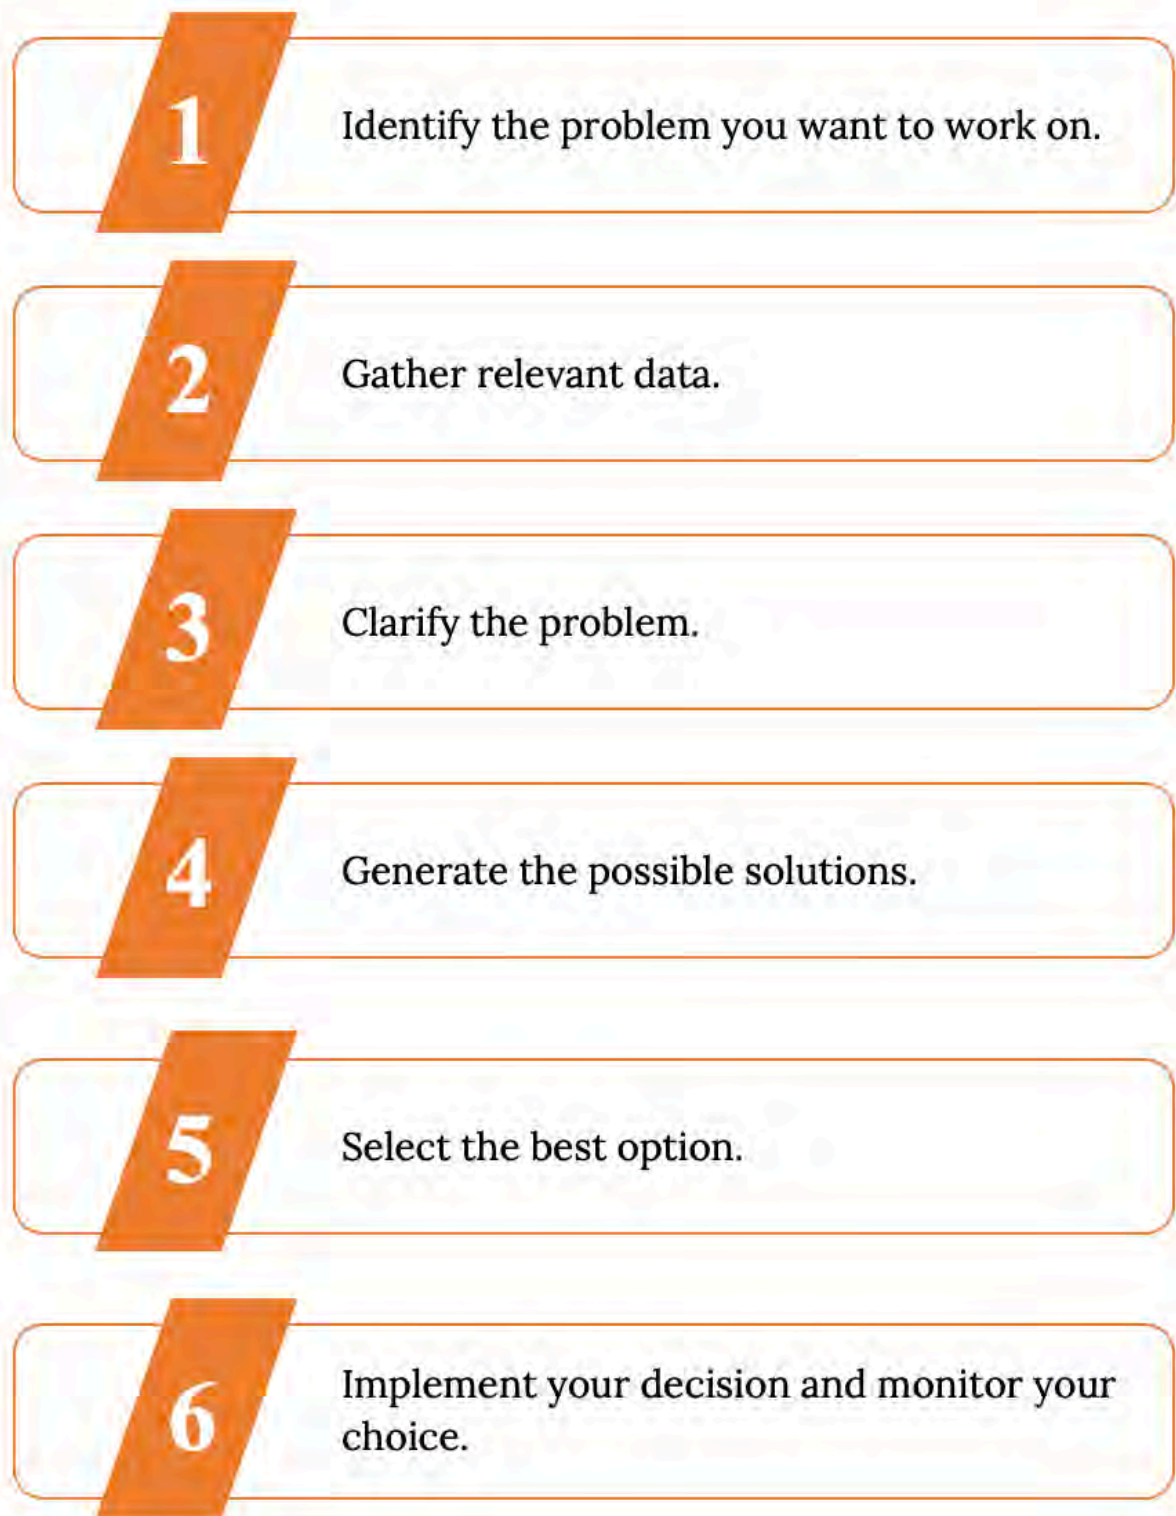 1
Identify the problem you want to work on.
2
Gather relevant data.
3
Clarify the problem.
4
Generate the possible solutions.
5
Select the best option.
6
Implement your decision and monitor your
choice.